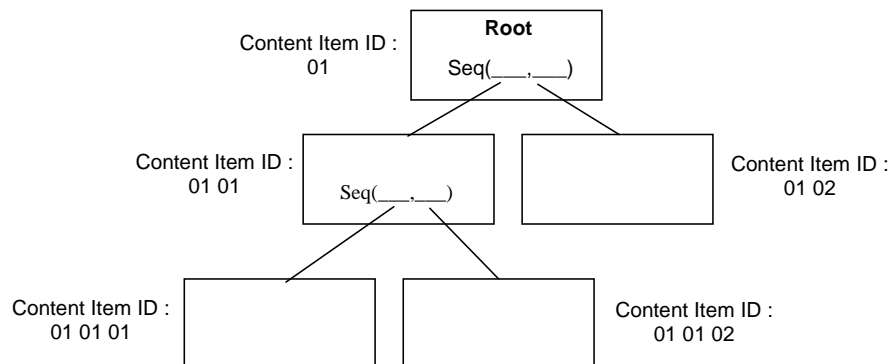 Root
Content Item ID :
01
Seq(___,___)
Content Item ID :
01 01
Seq(___,___)
Content Item ID :
01 02
Content Item ID :
01 01 01
Content Item ID :
01 01 02